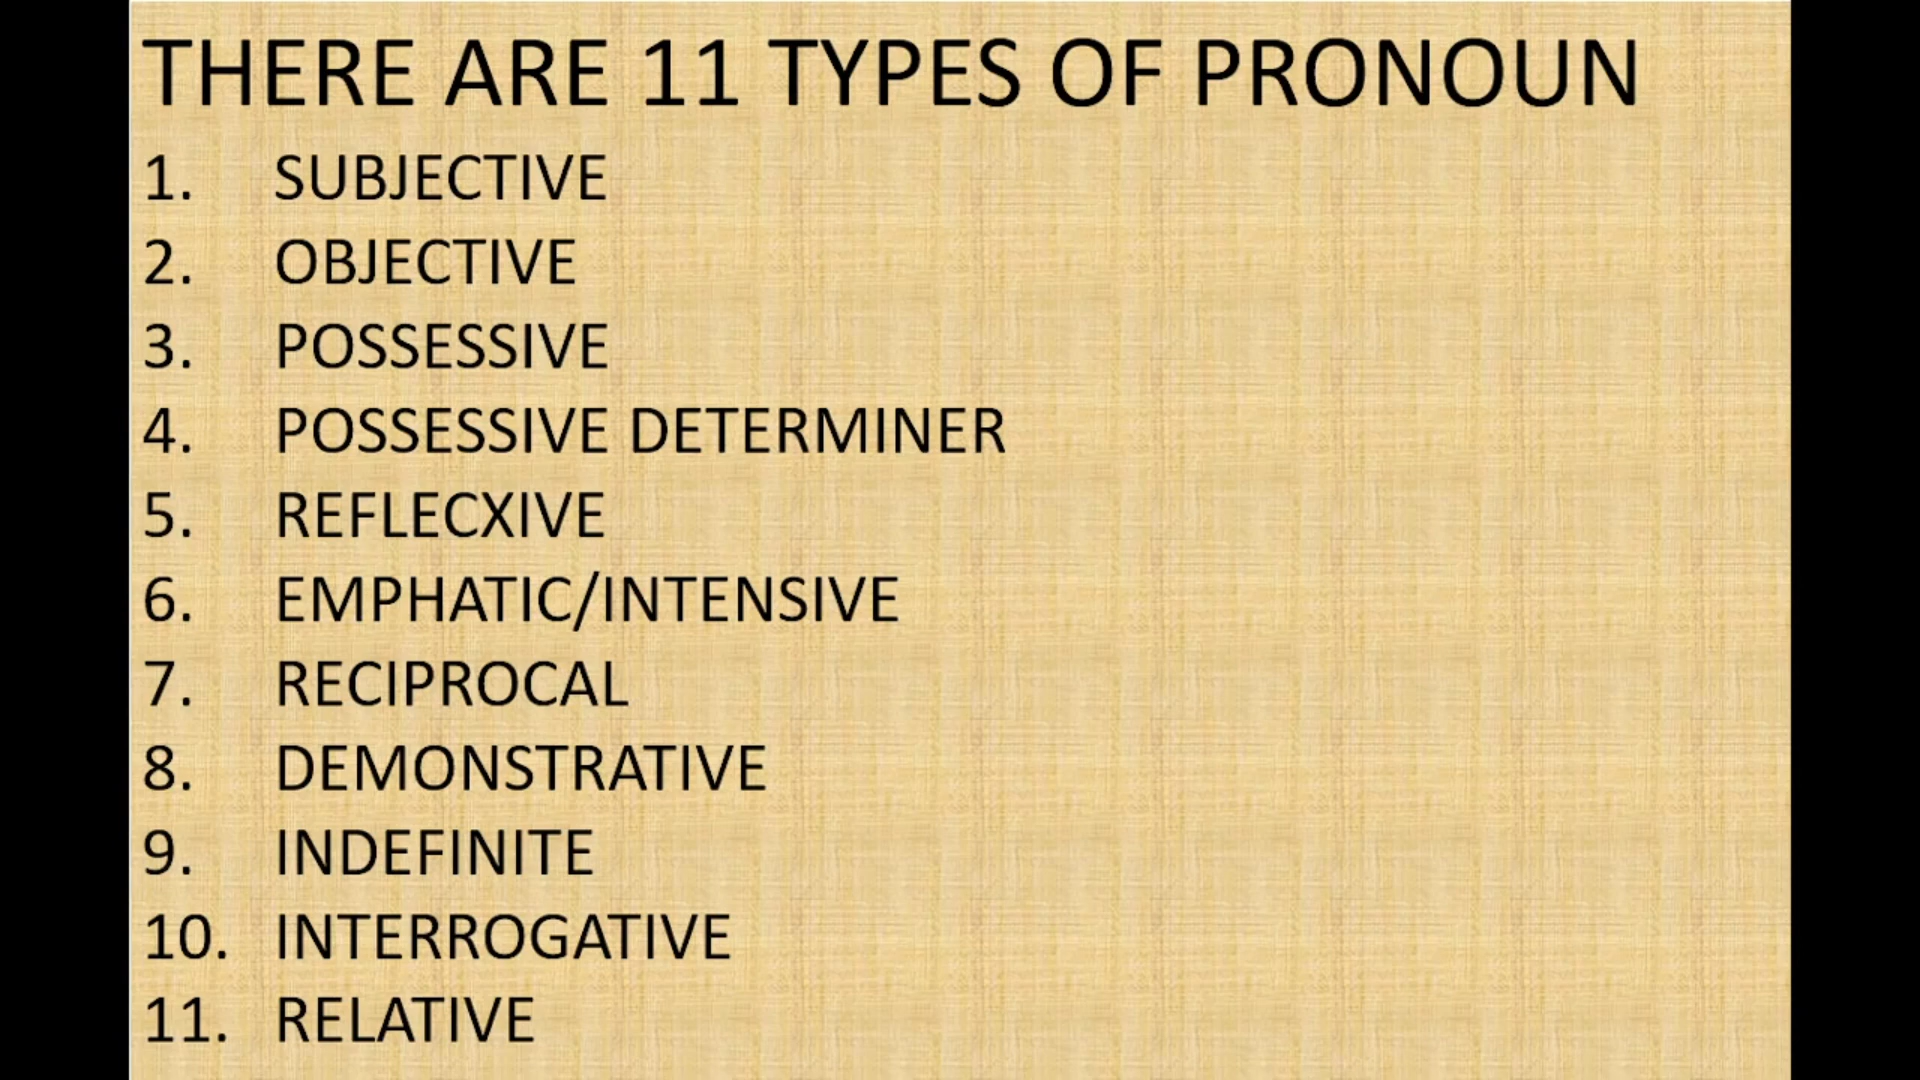 THERE ARE 11 TYPES OF PRONOUN
1. SUBJECTIVE
2. OBJECTIVE
3. POSSESSIVE
4. POSSESSIVE DETERMINER
5. REFLECXIVE
6. EMPHATIC/INTENSIVE
7. RECIPROCAL
8. DEMONSTRATIVE
9. INDEFINITE
10. INTERROGATIVE
11. RELATIVE